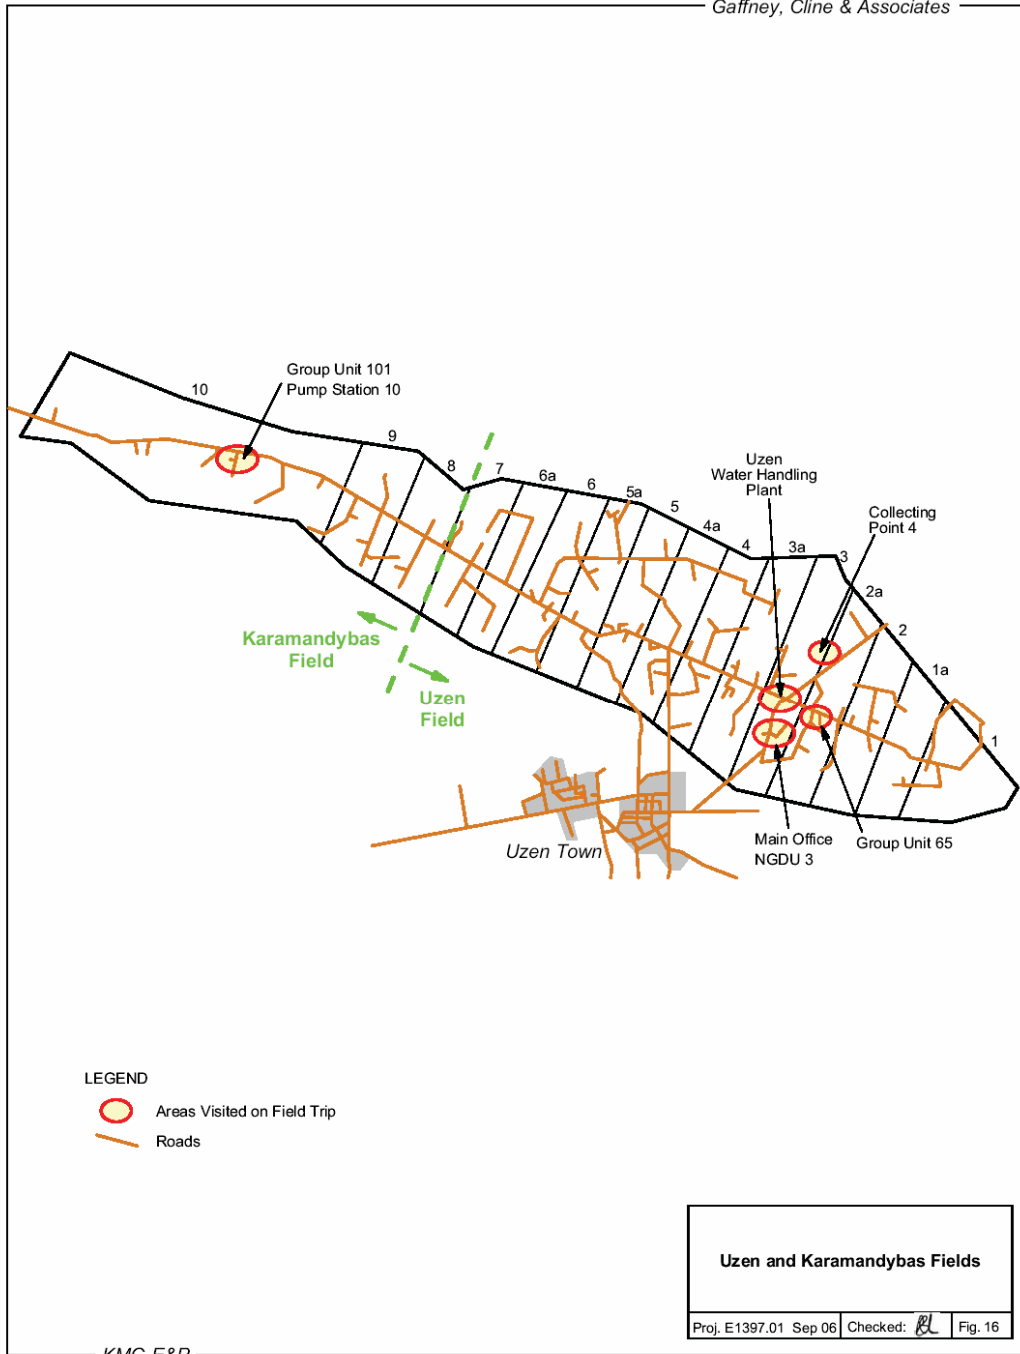 Gaffney, Cline & Associates
Group Unit 101
Pump Station 10
10
9
8
7
6a
6
5a
5
4a
4
3a
3
2a
2
1a
1
Uzen
Water Handling
Plant
Collecting
Point 4
Karamandybas
Field
Uzen
Field
Uzen Town
Main Office
NGDU 3
Group Unit 65
LEGEND
Areas Visited on Field Trip
Roads
Uzen and Karamandybas Fields
Proj. E1397.01 Sep 06
Checked:
Fig. 16
KMG E&P